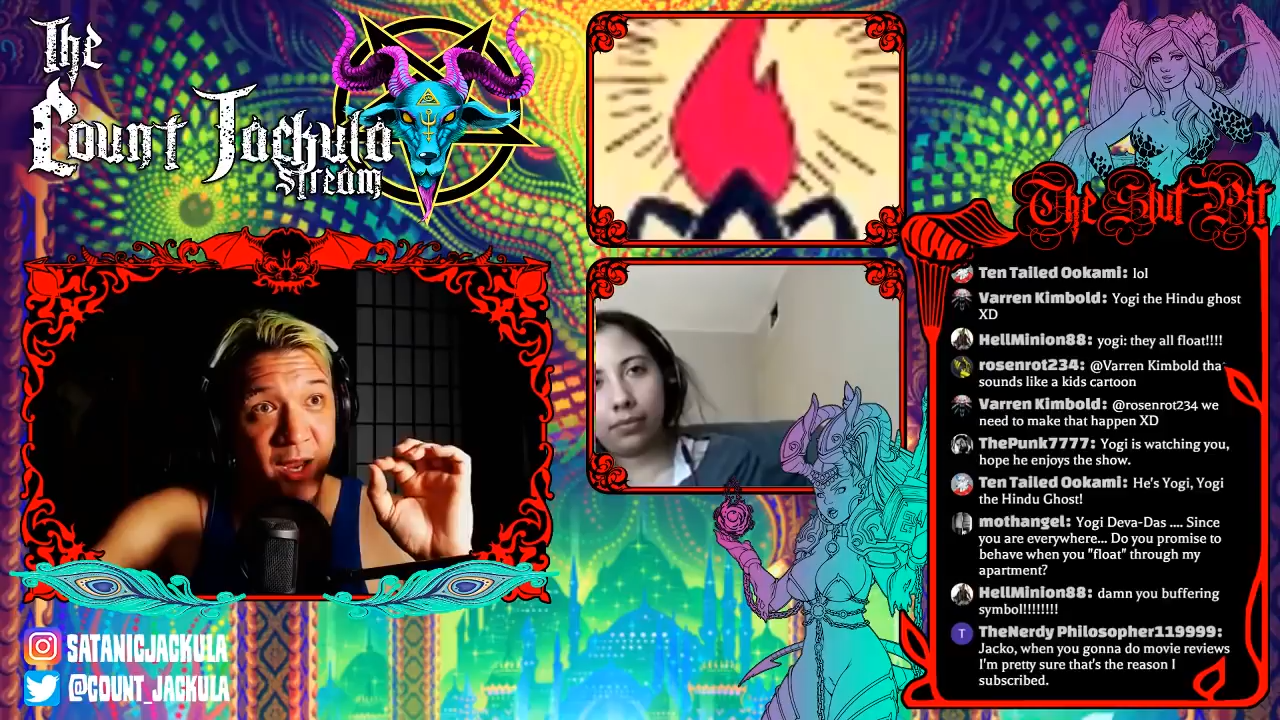 The
Count Jackula
stream
The Slut Pit
Ten Tailed Ookami: lol
Varren Kimbold: Yogi the Hindu ghost
XD
HellMinion88: yogi: they all float!!!!
rosenrot234: @Varren Kimbold tha
sounds like a kids cartoon
Varren Kimbold: @rosenrot234 we
need to make that happen XD
ThePunk7777: Yogi is watching you,
hope he enjoys the show.
Ten Tailed Ookami: He's Yogi, Yogi
the Hindu Ghost!
mothangel: Yogi Deva-Das .... Since
you are everywhere... Do you promise to
behave when you "float" through my
apartment?
HellMinion88: damn you buffering
symbol!!!!!!!!!
T
TheNerdy Philosopher119999:
Jacko, when you gonna do movie reviews
I'm pretty sure that's the reason I
subscribed.
SATANICJACKULA
@COUNT_JACKULA